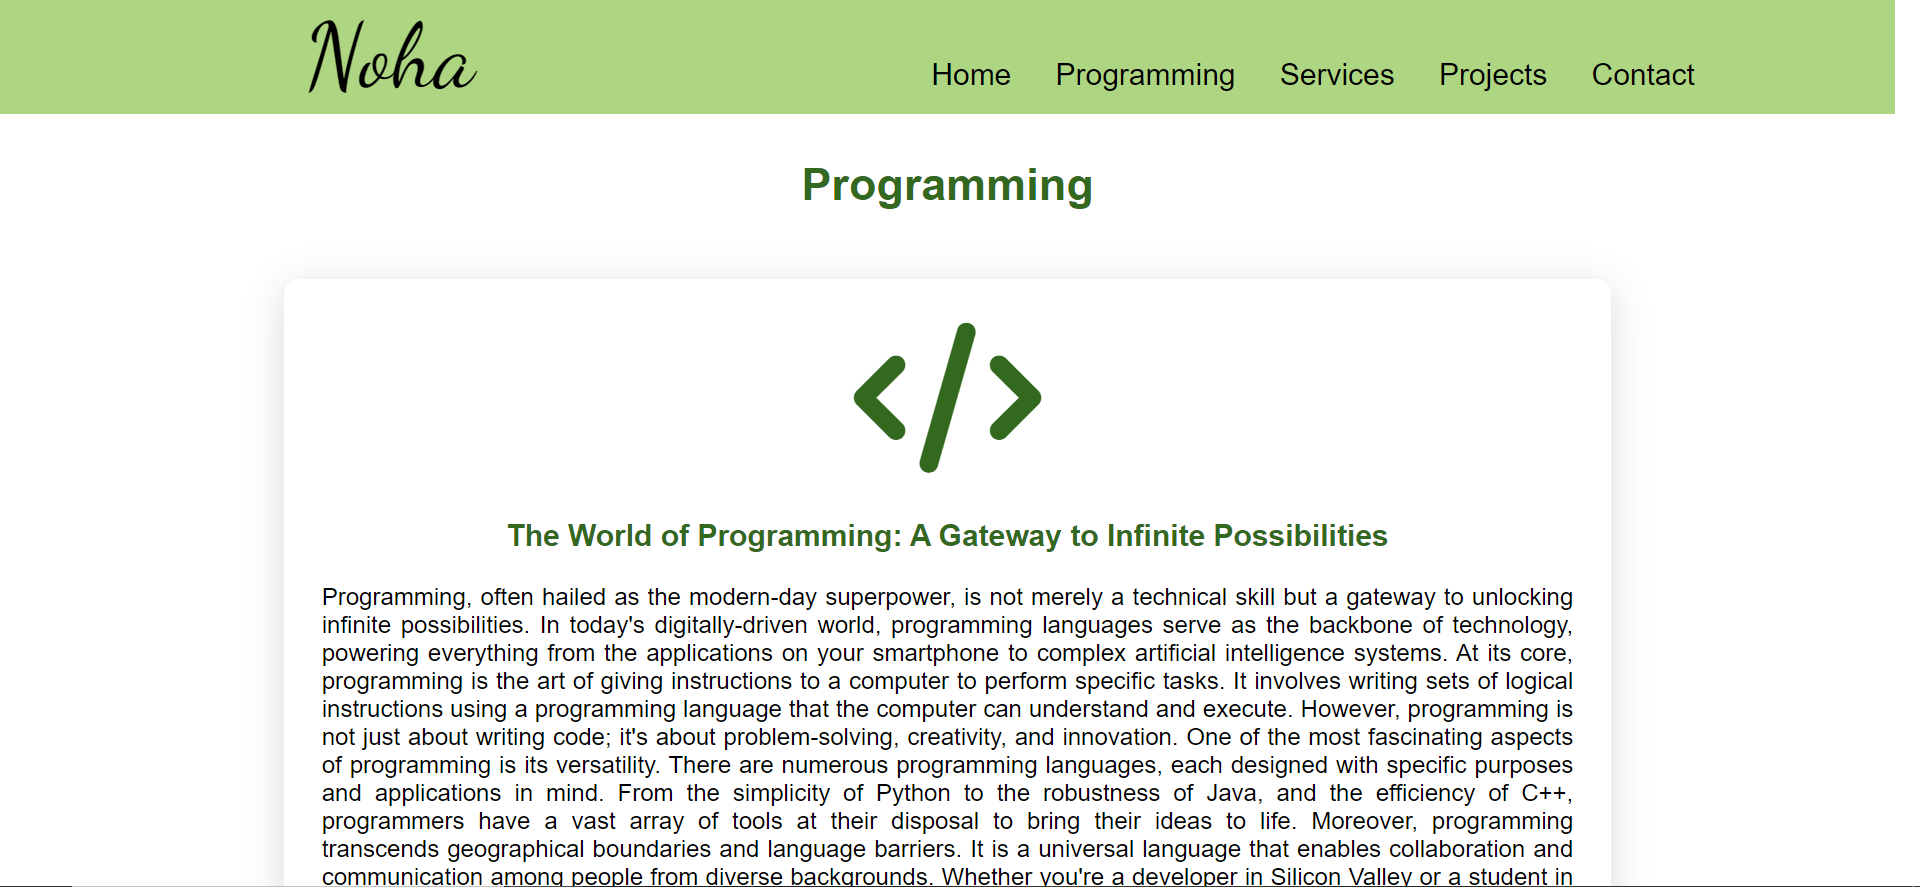 Noha
Home Programming Services Projects Contact
Programming
</>
The World of Programming: A Gateway to Infinite Possibilities
Programming, often hailed as the modern-day superpower, is not merely a technical skill but a gateway to unlocking
infinite possibilities. In today's digitally-driven world, programming languages serve as the backbone of technology,
powering everything from the applications on your smartphone to complex artificial intelligence systems. At its core,
programming is the art of giving instructions to a computer to perform specific tasks. It involves writing sets of logical
instructions using a programming language that the computer can understand and execute. However, programming is
not just about writing code; it's about problem-solving, creativity, and innovation. One of the most fascinating aspects
of programming is its versatility. There are numerous programming languages, each designed with specific purposes
and applications in mind. From the simplicity of Python to the robustness of Java, and the efficiency of C++,
programmers have a vast array of tools at their disposal to bring their ideas to life. Moreover, programming
transcends geographical boundaries and language barriers. It is a universal language that enables collaboration and
communication among people from diverse backgrounds. Whether you're a developer in Silicon Valley or a student in